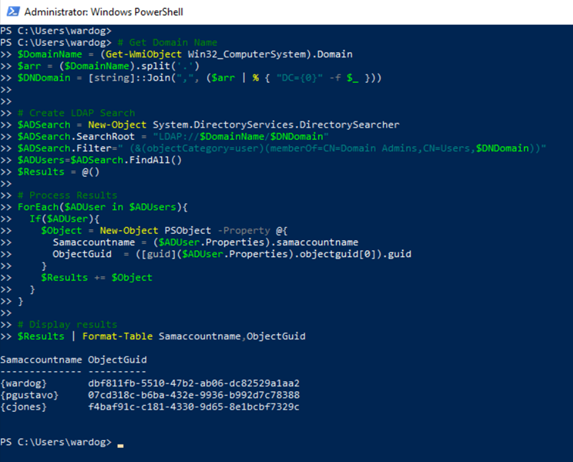 Administrator: Windows PowerShell
PS C:\Users\wardog>
PS C:\Users\wardog> # Get Domain Name
>> $DomainName = (Get-WmiObject Win32_ComputerSystem).Domain
>> $arr = ($DomainName).split('.')
>> $DNDomain = [string]::Join(",", ($arr | % { "DC={0}" -f $_ }))
>>
>>
>> # Create LDAP Search
>> $ADSearch = New-Object System.DirectoryServices.DirectorySearcher
>> $ADSearch.SearchRoot = "LDAP://$DomainName/$DNDomain"
>> $ADSearch.Filter=" (&(objectCategory=user)(memberOf=CN=Domain Admins,CN=Users,$DNDomain))"
>> $ADUsers=$ADSearch.FindAll()
>> $Results = @()
>>
>> # Process Results
>> ForEach($ADUser in $ADUsers){
>>   If($ADUser){
>>     $Object = New-Object PSObject -Property @{
>>       Samaccountname = ($ADUser.Properties).samaccountname
>>       ObjectGuid  = ([guid]($ADUser.Properties).objectguid[0]).guid
>>     }
>>     $Results += $Object
>>   }
>> }
>>
>> # Display results
>> $Results | Format-Table Samaccountname,ObjectGuid

Samaccountname ObjectGuid
-------------- ----------
{wardog}       dbf811fb-5510-47b2-ab06-dc82529a1aa2
{pgustavo}     07cd318c-b6ba-432e-9936-b992d7c78388
{cjones}       f4baf91c-c181-4330-9d65-8e1bcbf7329c

PS C:\Users\wardog>